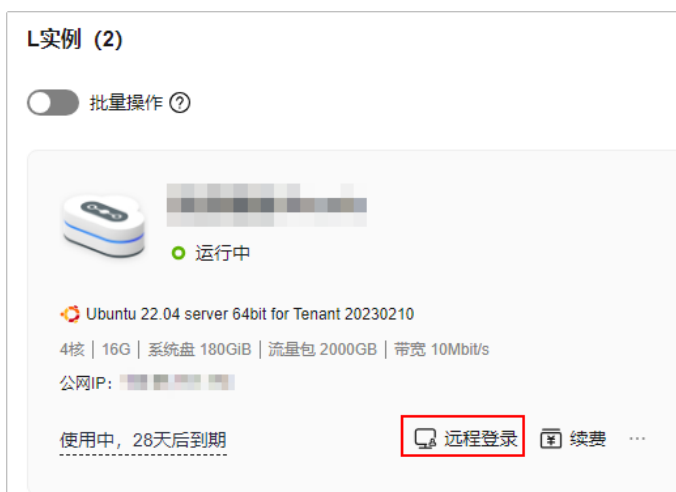 L实例（2）
批量操作
运行中
Ubuntu 22.04 server 64bit for Tenant 20230210
4核 | 16G | 系统盘 180GiB | 流量包 2000GB | 带宽 10Mbit/s
公网IP:
使用中，28天后到期 远程登录 续费 ···